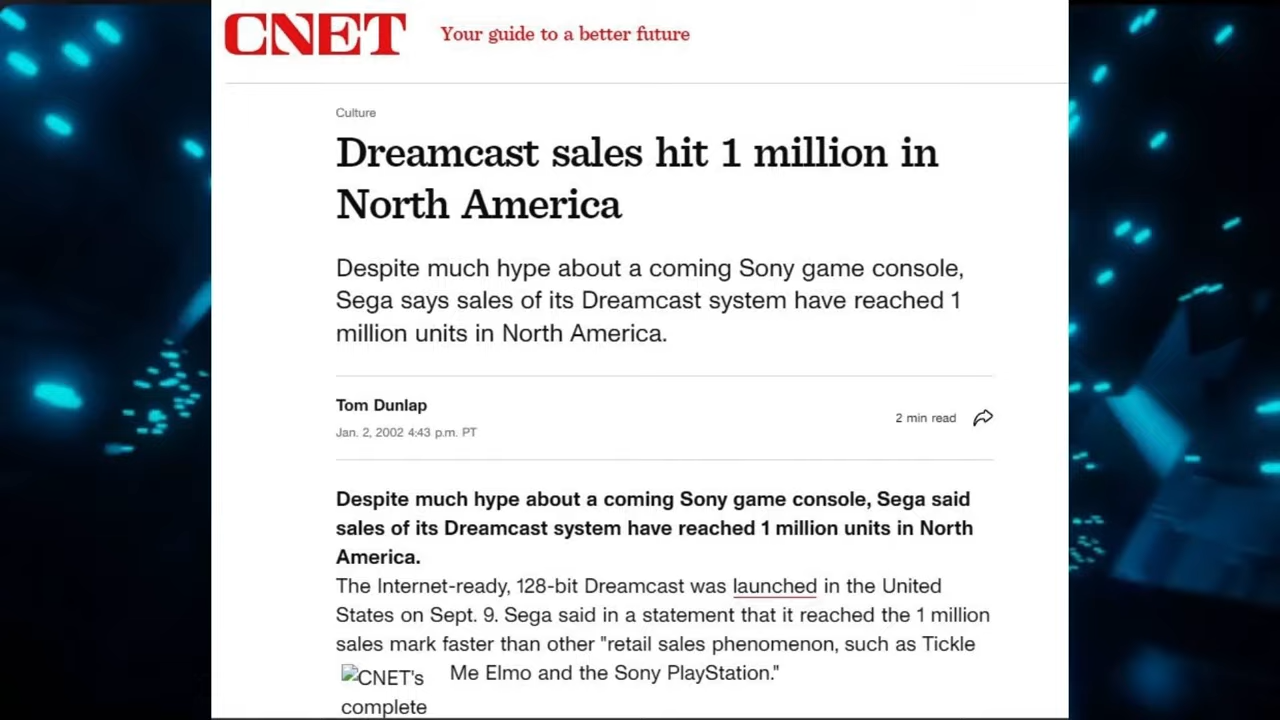 CNET
Your guide to a better future
Culture
Dreamcast sales hit 1 million in
North America
Despite much hype about a coming Sony game console,
Sega says sales of its Dreamcast system have reached 1
million units in North America.
Tom Dunlap
2 min read
Jan. 2, 2002 4:43 p.m. PT
Despite much hype about a coming Sony game console, Sega said
sales of its Dreamcast system have reached 1 million units in North
America.
The Internet-ready, 128-bit Dreamcast was launched in the United
States on Sept. 9. Sega said in a statement that it reached the 1 million
sales mark faster than other "retail sales phenomenon, such as Tickle
Me Elmo and the Sony PlayStation."
CNET's
complete